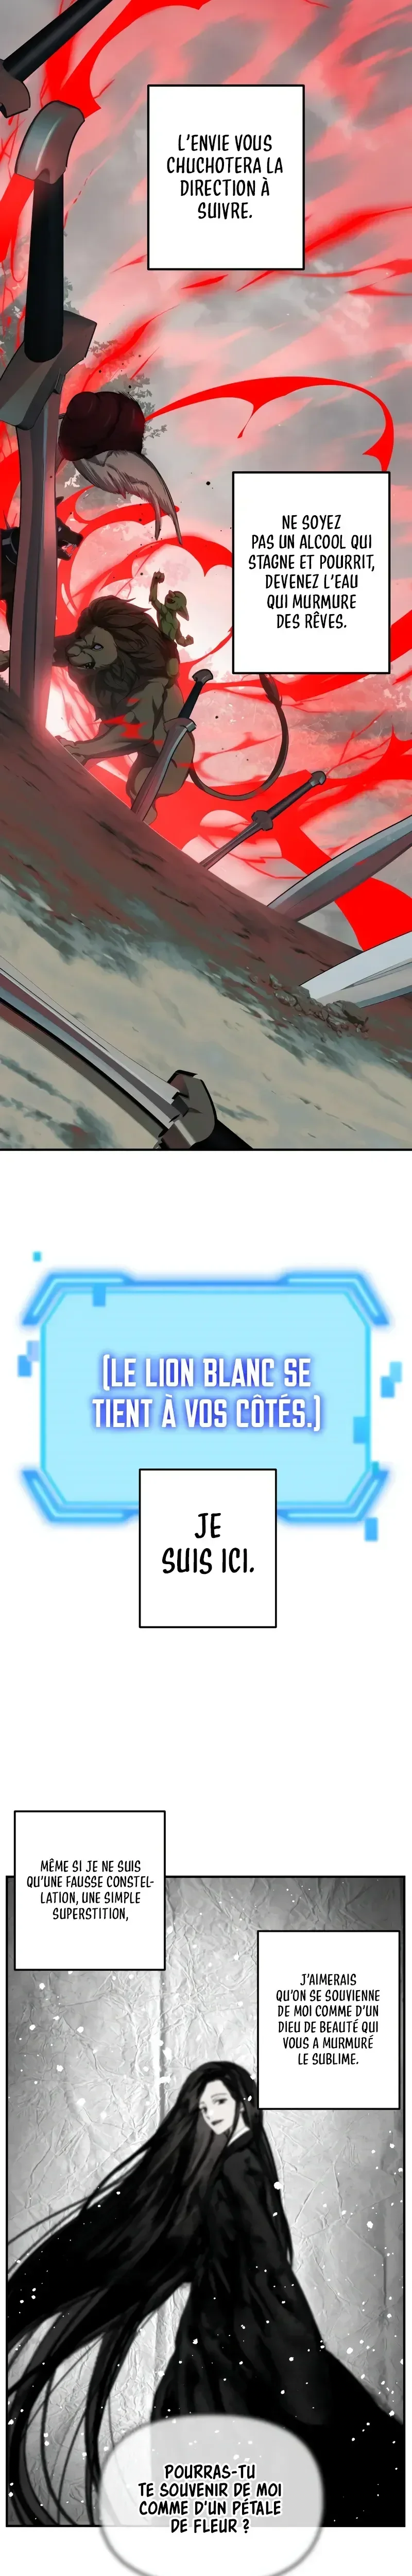 L'ENVIE VOUS
CHUCHOTERA LA
DIRECTION À
SUIVRE.
NE SOYEZ
PAS UN ALCOOL QUI
STAGNE ET POURRIT,
DEVENEZ L'EAU
QUI MURMURE
DES RÊVES.
[LE LION BLANC SE
TIENT À VOS CÔTÉS.]
JE
SUIS ICI.
MÊME SI JE NE SUIS
QU'UNE FAUSSE CONSTEL-
LATION, UNE SIMPLE
SUPERSTITION,
J'AIMERAIS
QU'ON SE SOUVIENNE
DE MOI COMME D'UN
DIEU DE BEAUTÉ QUI
VOUS A MURMURÉ
LE SUBLIME.
POURRAS-TU
TE SOUVENIR DE MOI
COMME D'UN PÉTALE
DE FLEUR ?